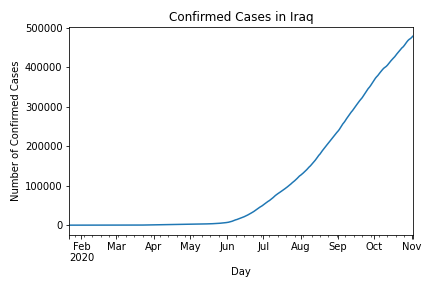 Confirmed Cases in Iraq
Number of Confirmed Cases
500000
400000
300000
200000
100000
0
Feb Mar Apr May Jun Jul Aug Sep Oct Nov
2020
Day